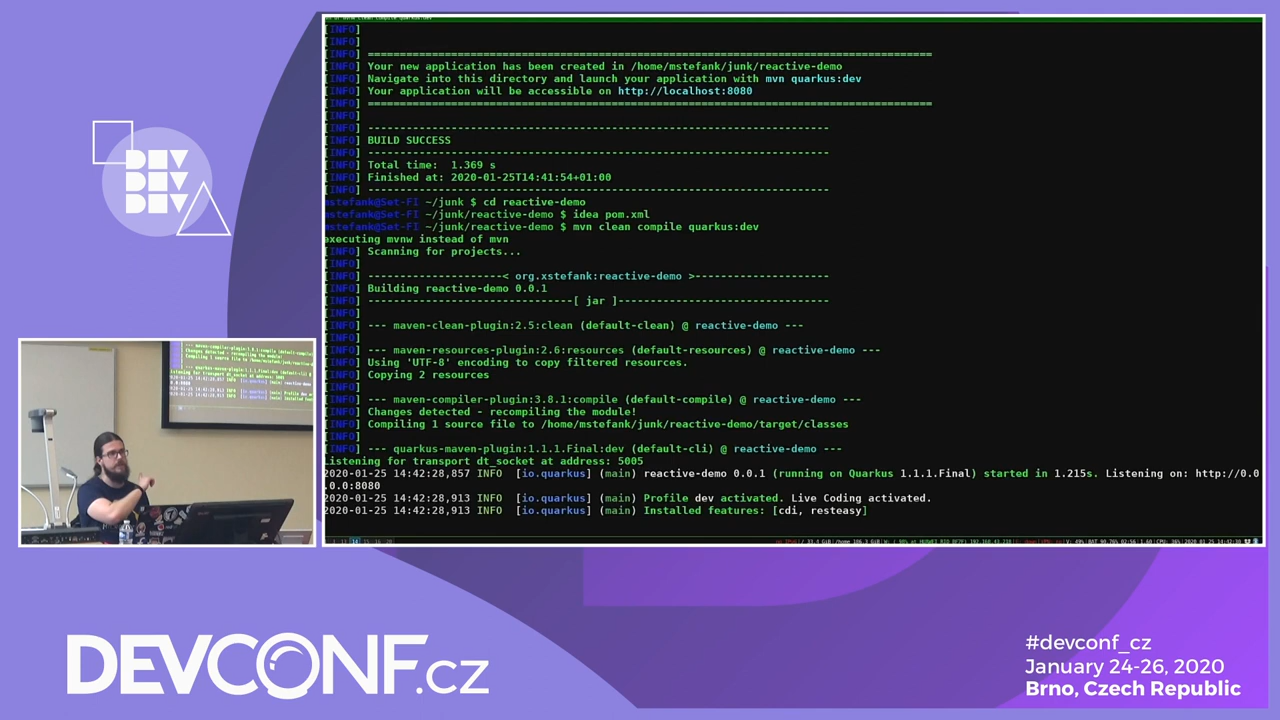 [INFO]
[INFO]
[INFO] ========================================================================================
[INFO] Your new application has been created in /home/mstefank/junk/reactive-demo
[INFO] Navigate into this directory and launch your application with mvn quarkus:dev
[INFO] Your application will be accessible on http://localhost:8080
[INFO] ========================================================================================
[INFO]
[INFO] ------------------------------------------------------------------------
[INFO] BUILD SUCCESS
[INFO] ------------------------------------------------------------------------
[INFO] Total time:  1.369 s
[INFO] Finished at: 2020-01-25T14:41:54+01:00
[INFO] ------------------------------------------------------------------------
mstefank@Set-FI ~/junk $ cd reactive-demo
mstefank@Set-FI ~/junk/reactive-demo $ idea pom.xml
mstefank@Set-FI ~/junk/reactive-demo $ mvn clean compile quarkus:dev
executing mvnw instead of mvn
[INFO] Scanning for projects...
[INFO]
[INFO] ---------------------< org.xstefank:reactive-demo >---------------------
[INFO] Building reactive-demo 0.0.1
[INFO] --------------------------------[ jar ]---------------------------------
[INFO]
[INFO] --- maven-clean-plugin:2.5:clean (default-clean) @ reactive-demo ---
[INFO]
[INFO] --- maven-resources-plugin:2.6:resources (default-resources) @ reactive-demo ---
[INFO] Using 'UTF-8' encoding to copy filtered resources.
[INFO] Copying 2 resources
[INFO]
[INFO] --- maven-compiler-plugin:3.8.1:compile (default-compile) @ reactive-demo ---
[INFO] Changes detected - recompiling the module!
[INFO] Compiling 1 source file to /home/mstefank/junk/reactive-demo/target/classes
[INFO]
[INFO] --- quarkus-maven-plugin:1.1.1.Final:dev (default-cli) @ reactive-demo ---
Listening for transport dt_socket at address: 5005
2020-01-25 14:42:28,857 INFO  [io.quarkus] (main) reactive-demo 0.0.1 (running on Quarkus 1.1.1.Final) started in 1.215s. Listening on: http://0.0
.0.0:8080
2020-01-25 14:42:28,913 INFO  [io.quarkus] (main) Profile dev activated. Live Coding activated.
2020-01-25 14:42:28,913 INFO  [io.quarkus] (main) Installed features: [cdi, resteasy]
DEV
DEV
DEV
DEVCONF.cz
#devconf_cz
January 24-26, 2020
Brno, Czech Republic